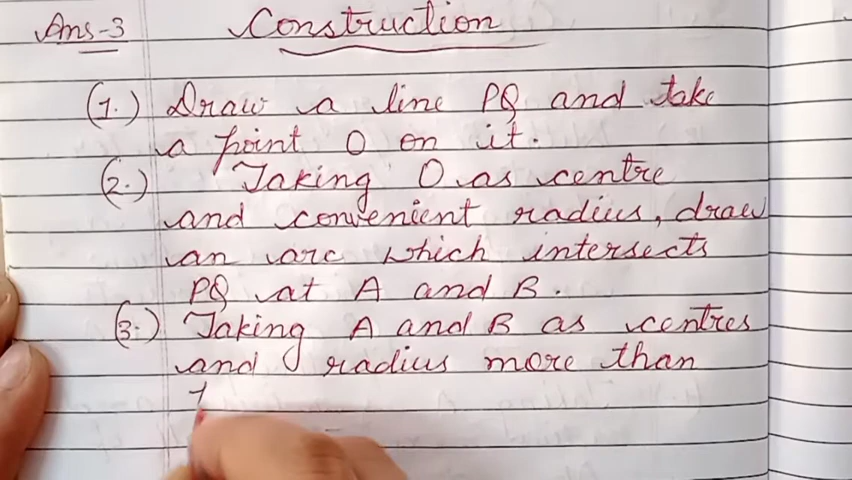 Ans-3 Construction
(1.) Draw a line PQ and take
a point O on it.
(2.) Taking O as centre
and convenient radius, draw
an arc which intersects
PQ at A and B.
(3.) Taking A and B as centres
and radius more than